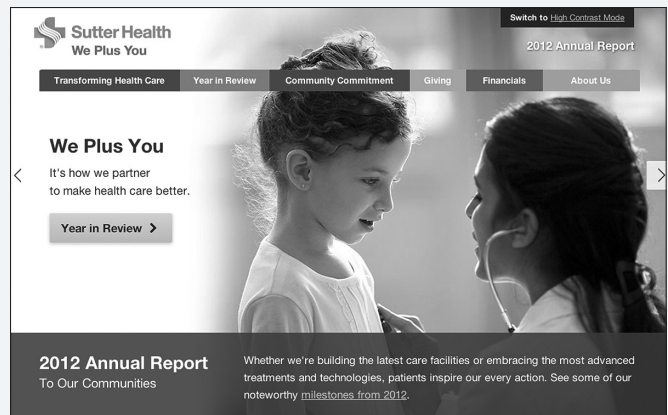 Sutter Health
We Plus You
Switch to High Contrast Mode
2012 Annual Report
Transforming Health Care
Year in Review
Community Commitment
Giving
Financials
About Us
We Plus You
It's how we partner
to make health care better.
Year in Review
2012 Annual Report
To Our Communities
Whether we're building the latest care facilities or embracing the most advanced
treatments and technologies, patients inspire our every action. See some of our
noteworthy milestones from 2012.